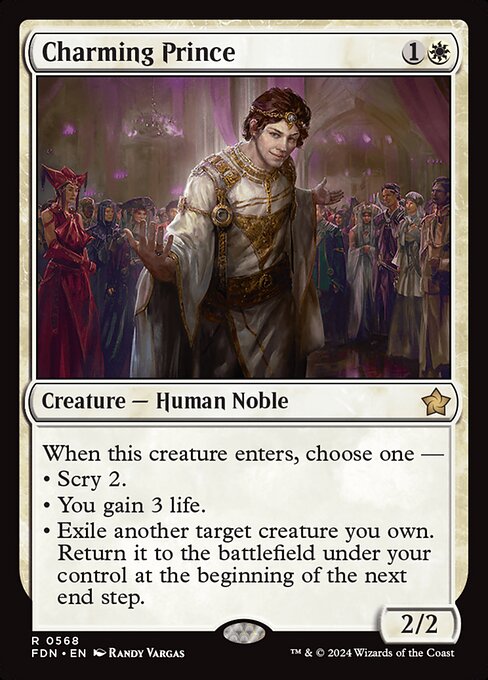 Charming Prince 1
Creature — Human Noble
When this creature enters, choose one —
• Scry 2.
• You gain 3 life.
• Exile another target creature you own.
Return it to the battlefield under your
control at the beginning of the next
end step.
2/2
R 0568
FDN • EN Randy Vargas
™ & © 2024 Wizards of the Coast